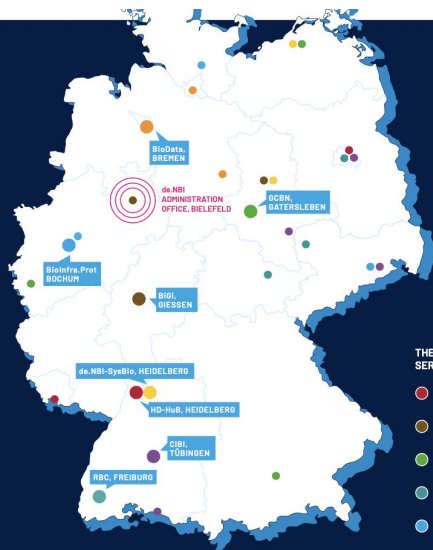 BioData,
BREMEN
de.NBI
ADMINISTRATION
OFFICE, BIELEFELD
GCBN,
GATERSLEBEN
BioInfra.Prot
BOCHUM
BiGi,
GIESSEN
THE
SER
de.NBI-SysBio, HEIDELBERG
HD-HuB, HEIDELBERG
CIBI,
TÜBINGEN
RBC, FREIBURG